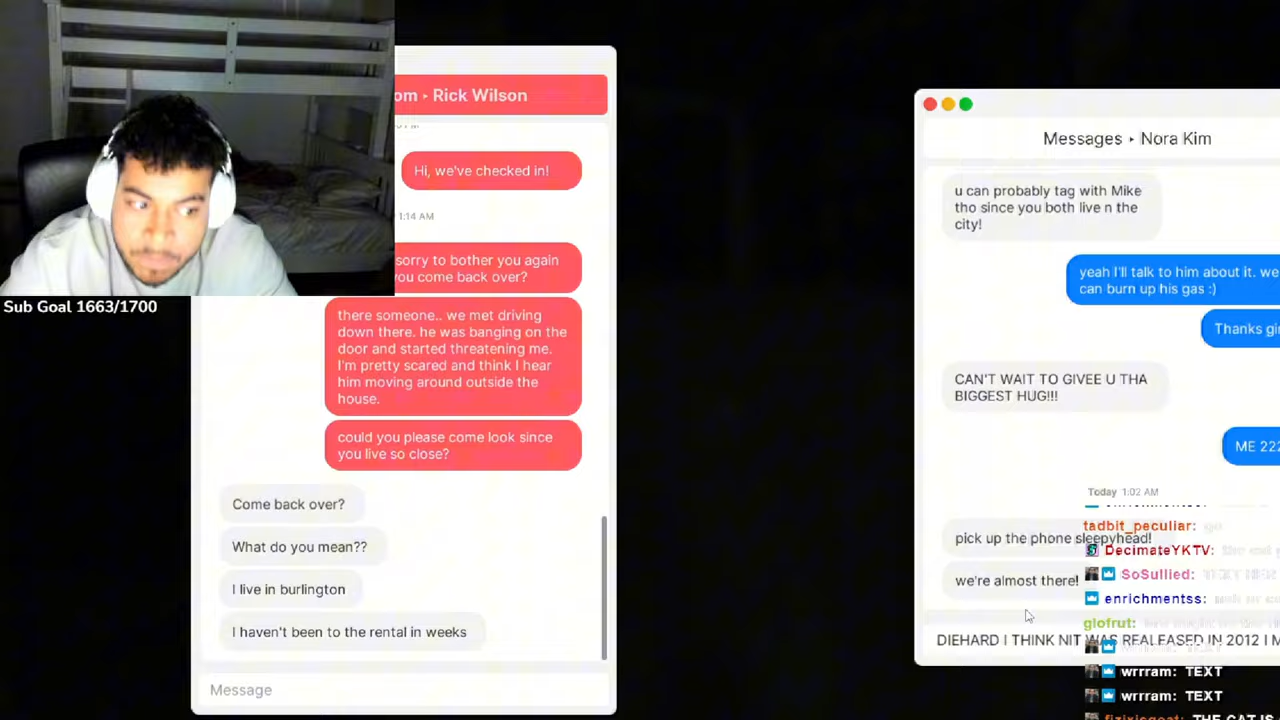 om ▸ Rick Wilson
Hi, we've checked in!
1:14 AM
sorry to bother you again
you come back over?
there someone.. we met driving
down there. he was banging on the
door and started threatening me.
I'm pretty scared and think I hear
him moving around outside the
house.
could you please come look since
you live so close?
Come back over?
What do you mean??
I live in burlington
I haven't been to the rental in weeks
Message
Sub Goal 1663/1700
Messages ▸ Nora Kim
u can probably tag with Mike
tho since you both live n the
city!
yeah I'll talk to him about it. we
can burn up his gas :)
Thanks gir
CAN'T WAIT TO GIVEE U THA
BIGGEST HUG!!!
ME 222
Today 1:02 AM
pick up the phone sleepyhead!
we're almost there!
DIEHARD I THINK NIT WAS REALEASED IN 2012 I M
tadbit_peculiar: go
DecimateYKTV:
SoSullied: TEXT HER
enrichmentss:
glofrut:
wrrram: TEXT
wrrram: TEXT
THE CAT IS